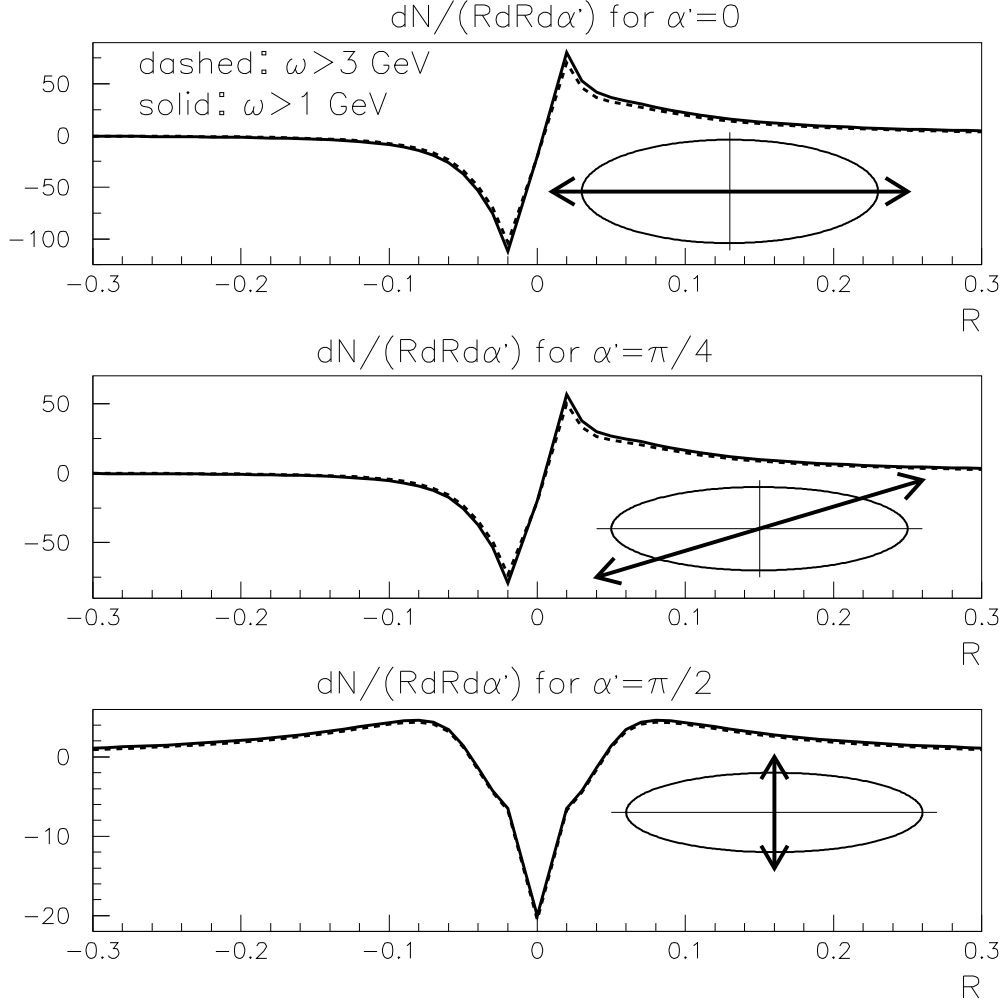 dN/(RdRdα')  for  α'=0
dashed: ω>3 GeV
solid: ω>1 GeV
50
0
−50
−100
−0.3 −0.2 −0.1 0 0.1 0.2 0.3
R
dN/(RdRdα')  for  α'=π/4
50
0
−50
−0.3 −0.2 −0.1 0 0.1 0.2 0.3
R
dN/(RdRdα')  for  α'=π/2
0
−10
−20
−0.3 −0.2 −0.1 0 0.1 0.2 0.3
R